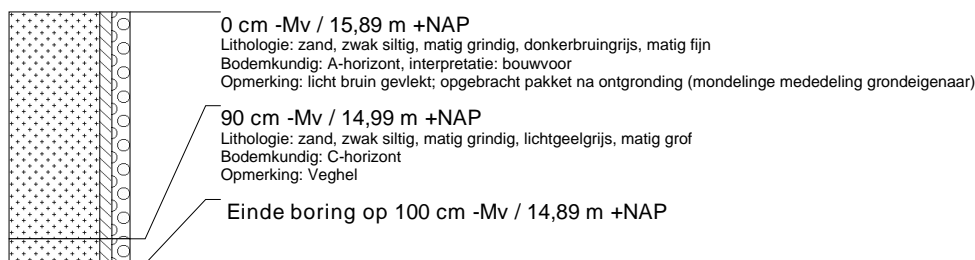 0 cm -Mv / 15,89 m +NAP
Lithologie: zand, zwak siltig, matig grindig, donkerbruingrijs, matig fijn
Bodemkundig: A-horizont, interpretatie: bouwvoor
Opmerking: licht bruin gevlekt; opgebracht pakket na ontgronding (mondelinge mededeling grondeigenaar)
90 cm -Mv / 14,99 m +NAP
Lithologie: zand, zwak siltig, matig grindig, lichtgeelgrijs, matig grof
Bodemkundig: C-horizont
Opmerking: Veghel
Einde boring op 100 cm -Mv / 14,89 m +NAP